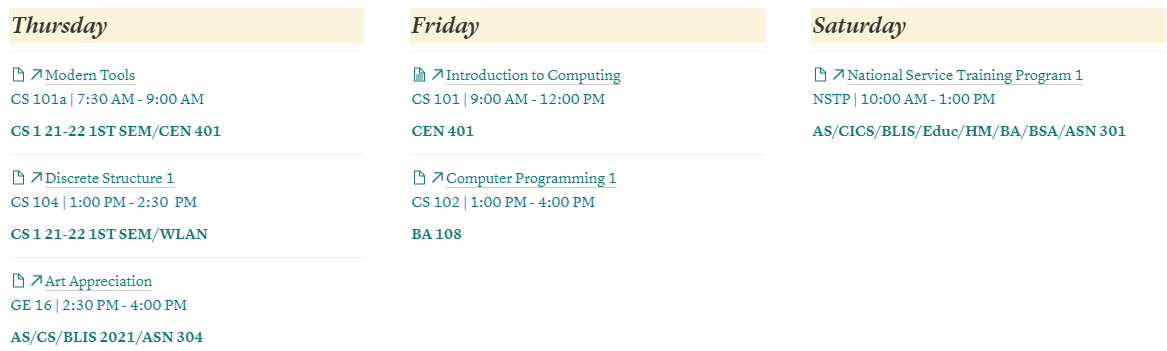 Thursday
Modern Tools
CS 101a | 7:30 AM - 9:00 AM
CS 1 21-22 1ST SEM/CEN 401
Discrete Structure 1
CS 104 | 1:00 PM - 2:30  PM
CS 1 21-22 1ST SEM/WLAN
Art Appreciation
GE 16 | 2:30 PM - 4:00 PM
AS/CS/BLIS 2021/ASN 304
Friday
Introduction to Computing
CS 101 | 9:00 AM - 12:00 PM
CEN 401
Computer Programming 1
CS 102 | 1:00 PM - 4:00 PM
BA 108
Saturday
National Service Training Program 1
NSTP | 10:00 AM - 1:00 PM
AS/CICS/BLIS/Educ/HM/BA/BSA/ASN 301